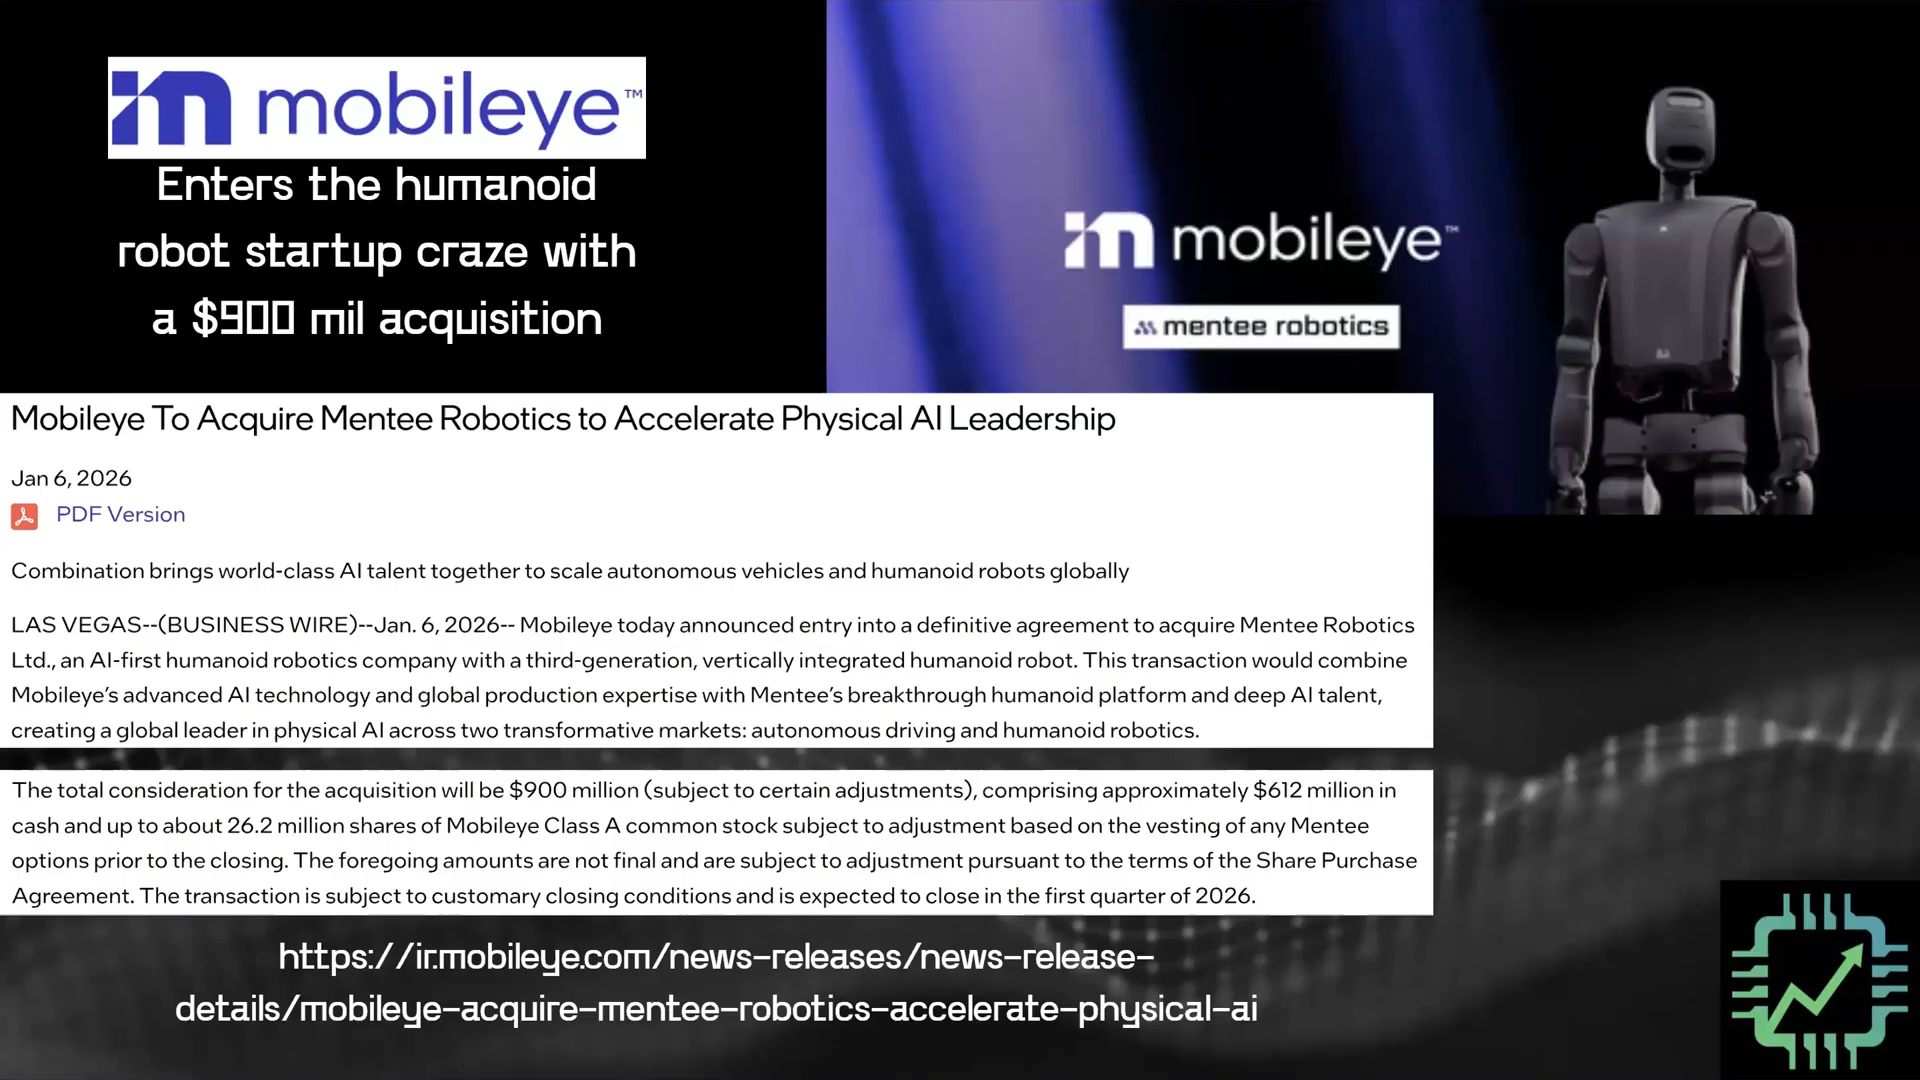 mobileye™
Enters the humanoid
robot startup craze with
a $900 mil acquisition
mobileye™
mentee robotics
Mobileye To Acquire Mentee Robotics to Accelerate Physical AI Leadership
Jan 6, 2026
PDF Version
Combination brings world-class AI talent together to scale autonomous vehicles and humanoid robots globally
LAS VEGAS--(BUSINESS WIRE)--Jan. 6, 2026-- Mobileye today announced entry into a definitive agreement to acquire Mentee Robotics
Ltd., an AI-first humanoid robotics company with a third-generation, vertically integrated humanoid robot. This transaction would combine
Mobileye’s advanced AI technology and global production expertise with Mentee’s breakthrough humanoid platform and deep AI talent,
creating a global leader in physical AI across two transformative markets: autonomous driving and humanoid robotics.
The total consideration for the acquisition will be $900 million (subject to certain adjustments), comprising approximately $612 million in
cash and up to about 26.2 million shares of Mobileye Class A common stock subject to adjustment based on the vesting of any Mentee
options prior to the closing. The foregoing amounts are not final and are subject to adjustment pursuant to the terms of the Share Purchase
Agreement. The transaction is subject to customary closing conditions and is expected to close in the first quarter of 2026.
https://ir.mobileye.com/news-releases/news-release-
details/mobileye-acquire-mentee-robotics-accelerate-physical-ai